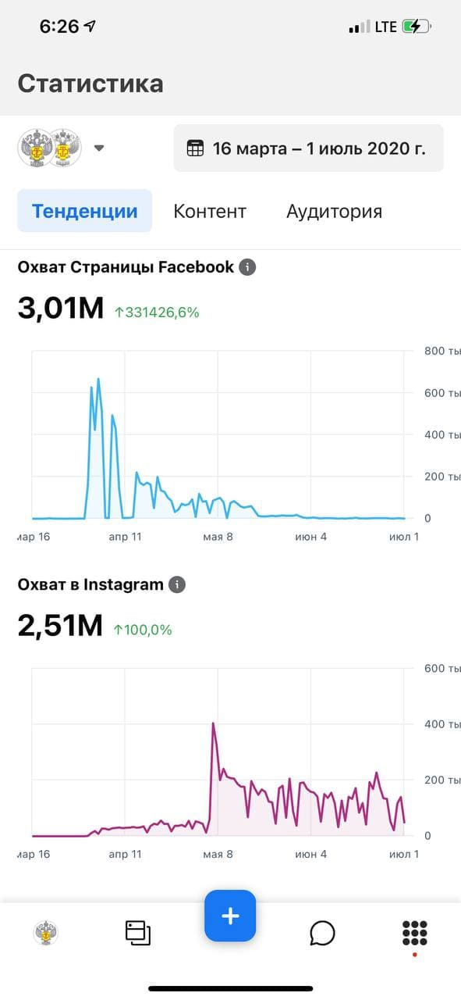 6:26
LTE
Статистика
16 марта – 1 июль 2020 г.
Тенденции Контент Аудитория
Охват Страницы Facebook
3,01M ↑331426,6%
800 ты
600 ты
400 ты
200 ты
0
мар 16 апр 11 мая 8 июн 4 июл 1
Охват в Instagram
2,51M ↑100,0%
600 ты
400 ты
200 ты
0
мар 16 апр 11 мая 8 июн 4 июл 1